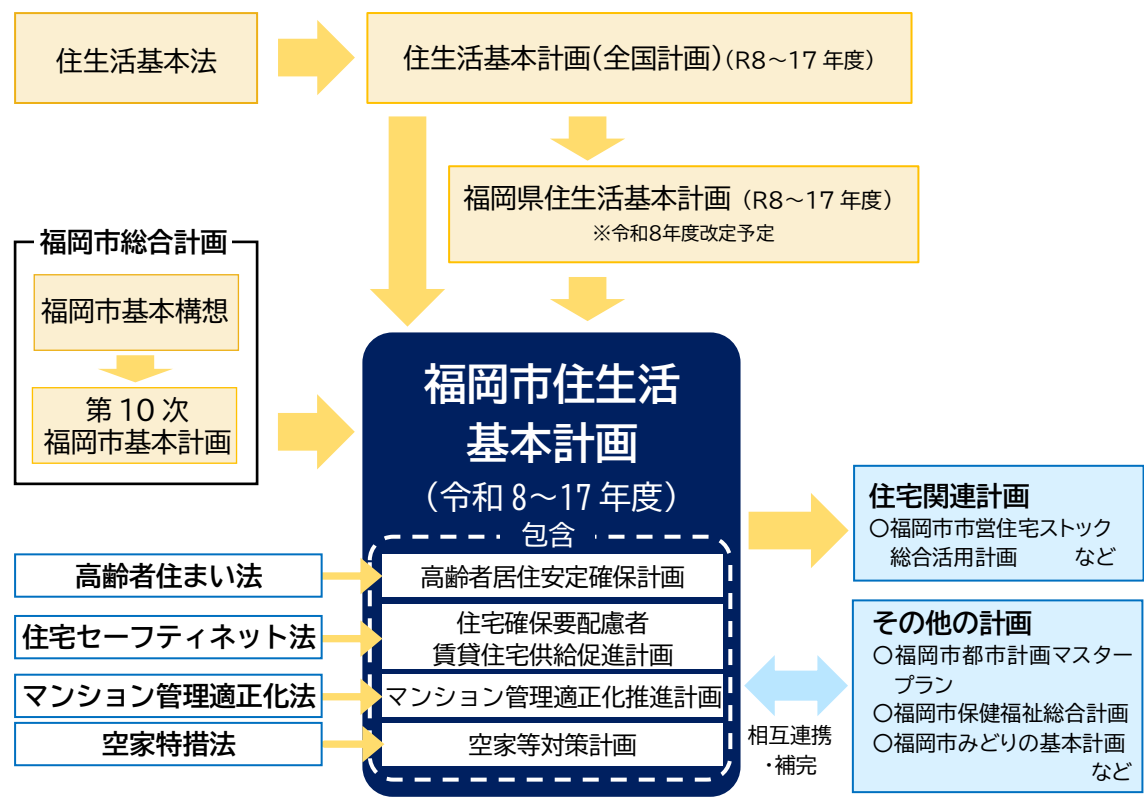 住生活基本法
住生活基本計画(全国計画)(R8～17年度)
福岡県住生活基本計画 (R8～17年度)
※令和8年度改定予定
福岡市総合計画
福岡市基本構想
第10次
福岡市基本計画
福岡市住生活
基本計画
(令和8～17年度)
包含
高齢者住まい法
高齢者居住安定確保計画
住宅セーフティネット法
住宅確保要配慮者
賃貸住宅供給促進計画
マンション管理適正化法
マンション管理適正化推進計画
空家特措法
空家等対策計画
住宅関連計画
○福岡市市営住宅ストック
総合活用計画 など
相互連携
・補完
その他の計画
○福岡市都市計画マスター
プラン
○福岡市保健福祉総合計画
○福岡市みどりの基本計画
など